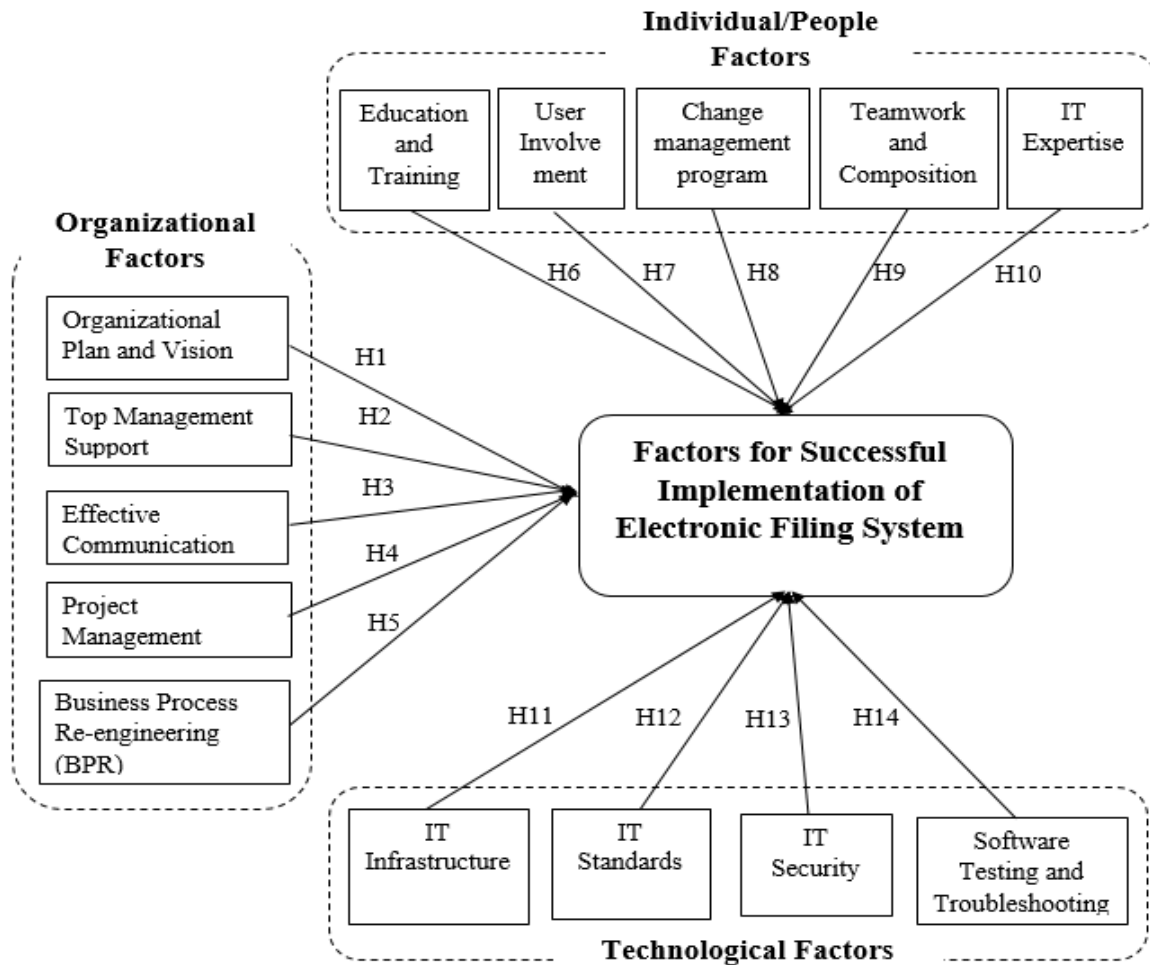 Individual/People
Factors
Education
and
Training
User
Involve
ment
Change
management
program
Teamwork
and
Composition
IT
Expertise
H6
H7
H8
H9
H10
Organizational
Factors
Organizational
Plan and Vision
Top Management
Support
Effective
Communication
Project
Management
Business Process
Re-engineering
(BPR)
H1
H2
H3
H4
H5
Factors for Successful
Implementation of
Electronic Filing System
H11
H12
H13
H14
IT
Infrastructure
IT
Standards
IT
Security
Software
Testing and
Troubleshooting
Technological Factors